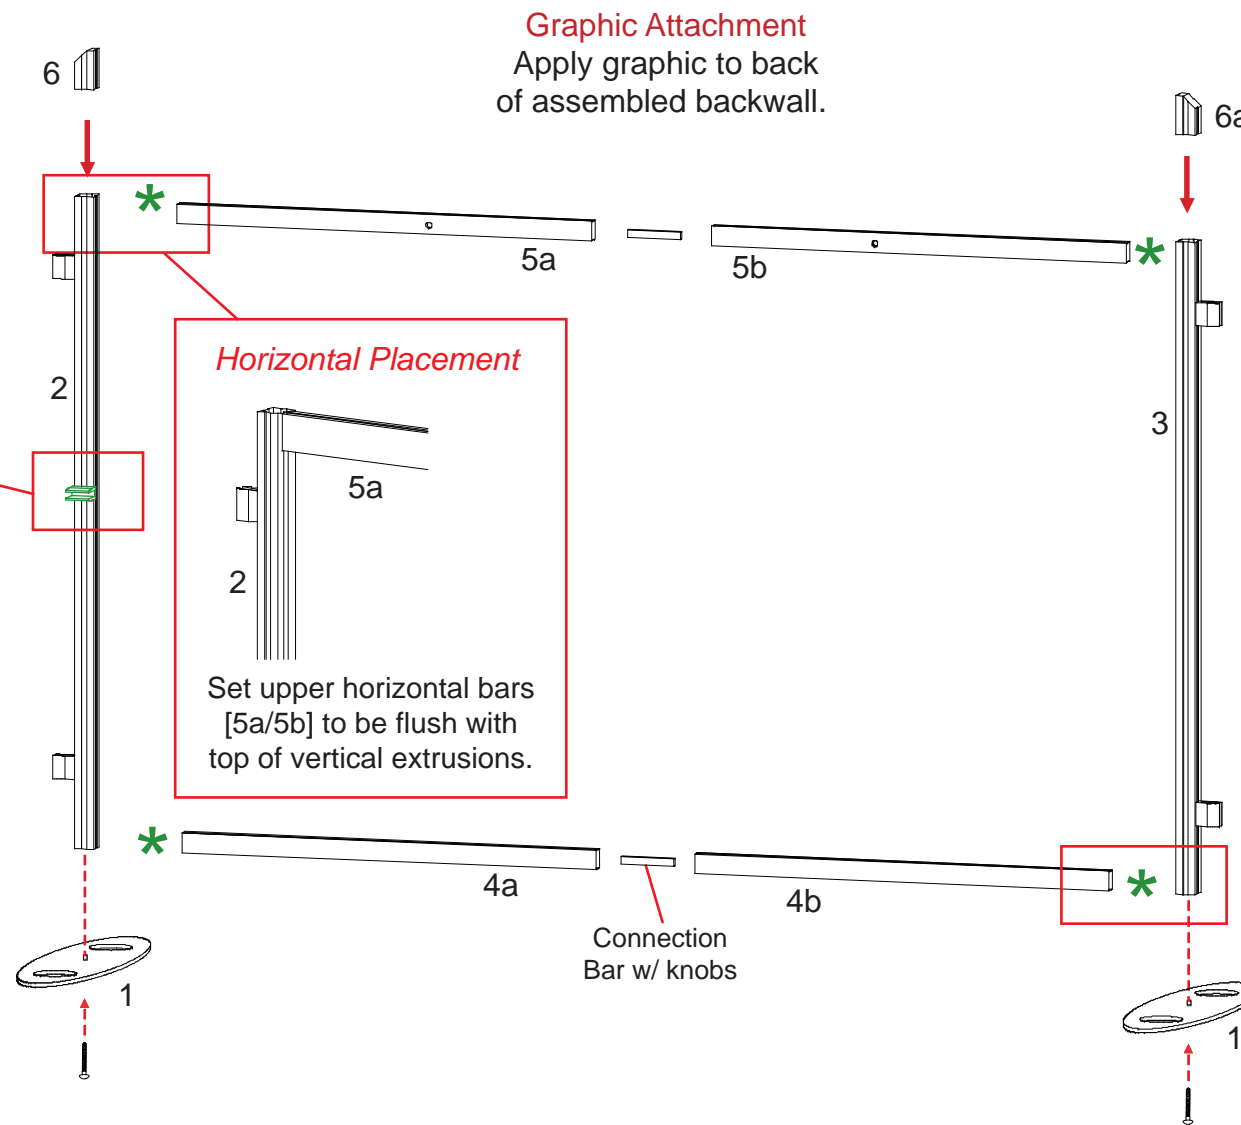 Graphic Attachment
Apply graphic to back
of assembled backwall.
6
6a
*
5a
5b
*
Horizontal Placement
2
3
5a
2
Set upper horizontal bars
[5a/5b] to be flush with
top of vertical extrusions.
*
4a
4b
*
Connection
Bar w/ knobs
1
1